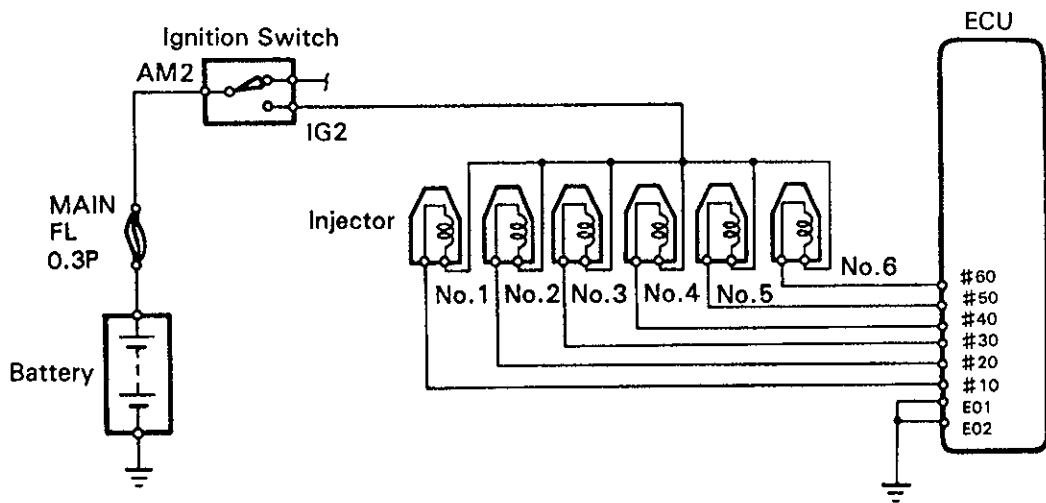 ECU
Ignition Switch
AM2
IG2
MAIN
FL
0.3P
Injector
No.1
No.2
No.3
No.4
No.5
No.6
#60
#50
#40
#30
#20
#10
E01
E02
Battery